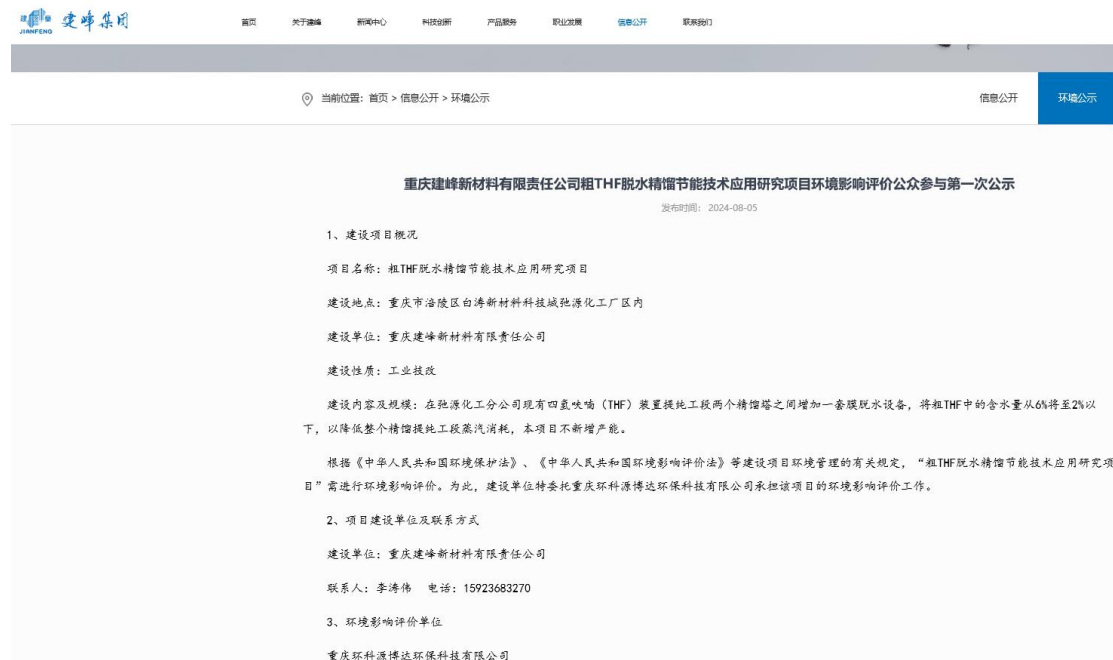 建峰集团
JIANFENG
首页 关于建峰 新闻中心 科技创新 产品服务 职业发展 信息公开 联系我们
当前位置：首页 > 信息公开 > 环境公示 信息公开 环境公示
重庆建峰新材料有限责任公司粗THF脱水精馏节能技术应用研究项目环境影响评价公众参与第一次公示
发布时间： 2024-08-05
1、建设项目概况
项目名称：粗THF脱水精馏节能技术应用研究项目
建设地点：重庆市涪陵区白涛新材料科技城弛源化工厂区内
建设单位：重庆建峰新材料有限责任公司
建设性质：工业技改
建设内容及规模：在弛源化工分公司现有四氢呋喃（THF）装置提纯工段两个精馏塔之间增加一套膜脱水设备，将粗THF中的含水量从6%将至2%以
下，以降低整个精馏提纯工段蒸汽消耗，本项目不新增产能。
根据《中华人民共和国环境保护法》、《中华人民共和国环境影响评价法》等建设项目环境管理的有关规定，“粗THF脱水精馏节能技术应用研究项
目”需进行环境影响评价。为此，建设单位特委托重庆环科源博达环保科技有限公司承担该项目的环境影响评价工作。
2、项目建设单位及联系方式
建设单位：重庆建峰新材料有限责任公司
联系人：李涛伟 电话：15923683270
3、环境影响评价单位
重庆环科源博达环保科技有限公司